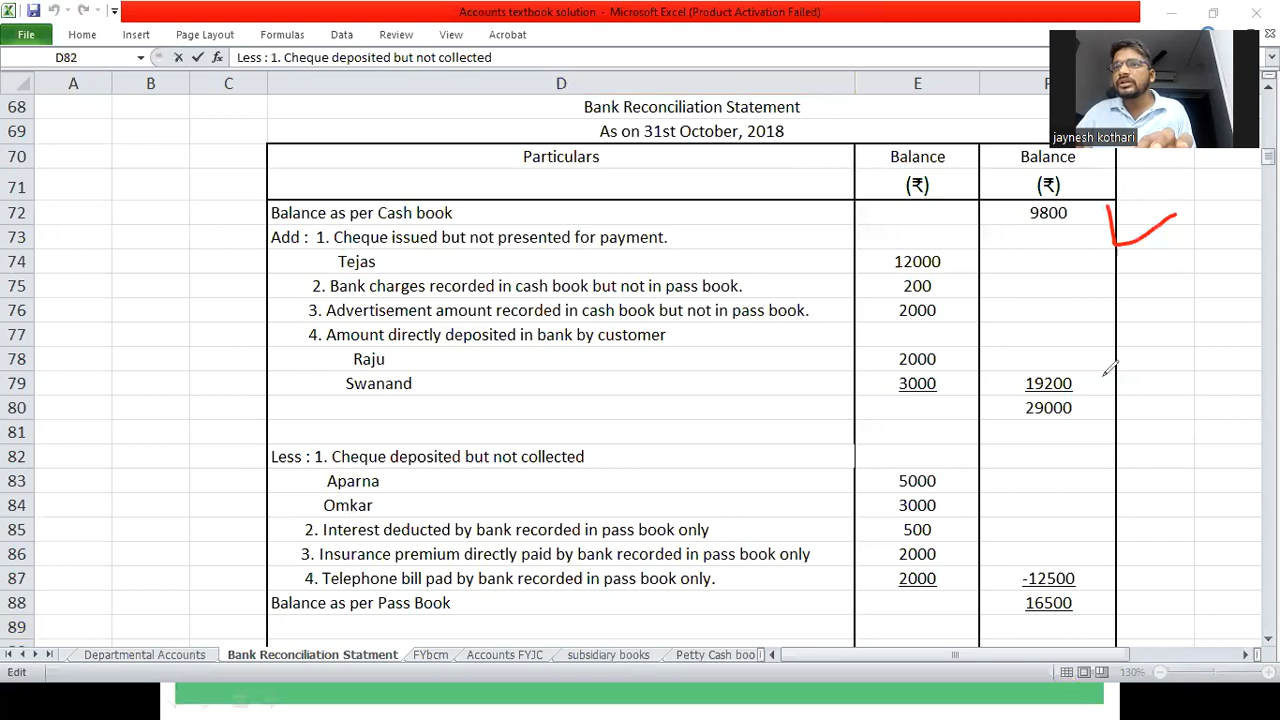 Accounts textbook solution - Microsoft Excel (Product Activation Failed)
File Home Insert Page Layout Formulas Data Review View Acrobat
D82 fx Less : 1. Cheque deposited but not collected
A B C D E F
68 Bank Reconciliation Statement
69 As on 31st October, 2018
jaynesh kothari
70 Particulars Balance Balance
71 (₹) (₹)
72 Balance as per Cash book 9800
73 Add : 1. Cheque issued but not presented for payment.
74 Tejas 12000
75 2. Bank charges recorded in cash book but not in pass book. 200
76 3. Advertisement amount recorded in cash book but not in pass book. 2000
77 4. Amount directly deposited in bank by customer
78 Raju 2000
79 Swanand 3000 19200
80 29000
81
82 Less : 1. Cheque deposited but not collected
83 Aparna 5000
84 Omkar 3000
85 2. Interest deducted by bank recorded in pass book only 500
86 3. Insurance premium directly paid by bank recorded in pass book only 2000
87 4. Telephone bill pad by bank recorded in pass book only. 2000 -12500
88 Balance as per Pass Book 16500
89
Departmental Accounts Bank Reconciliation Statment FYbcm Accounts FYJC subsidiary books Petty Cash boo
Edit 130%